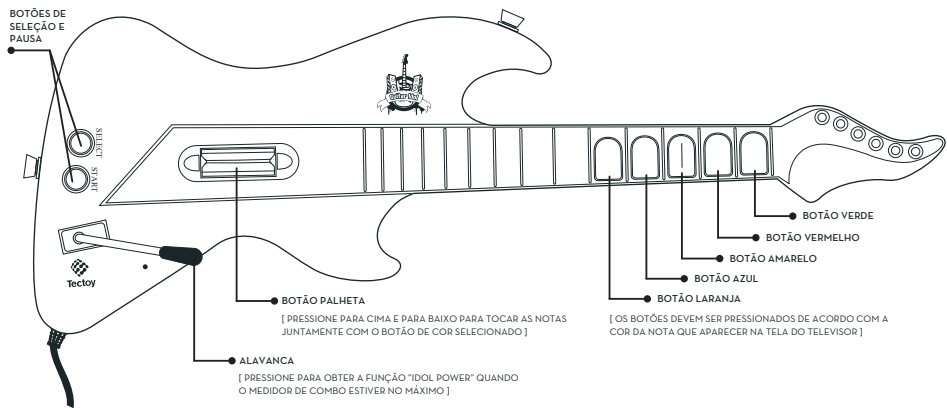 BOTÕES DE
SELEÇÃO E
PAUSA
Guitar Idol
SELECT
START
Tectoy
BOTÃO VERDE
BOTÃO VERMELHO
BOTÃO AMARELO
BOTÃO AZUL
BOTÃO LARANJA
[ OS BOTÕES DEVEM SER PRESSIONADOS DE ACORDO COM A
COR DA NOTA QUE APARECER NA TELA DO TELEVISOR ]
BOTÃO PALHETA
[ PRESSIONE PARA CIMA E PARA BAIXO PARA TOCAR AS NOTAS
JUNTAMENTE COM O BOTÃO DE COR SELECIONADO ]
ALAVANCA
[ PRESSIONE PARA OBTER A FUNÇÃO "IDOL POWER" QUANDO
O MEDIDOR DE COMBO ESTIVER NO MÁXIMO ]